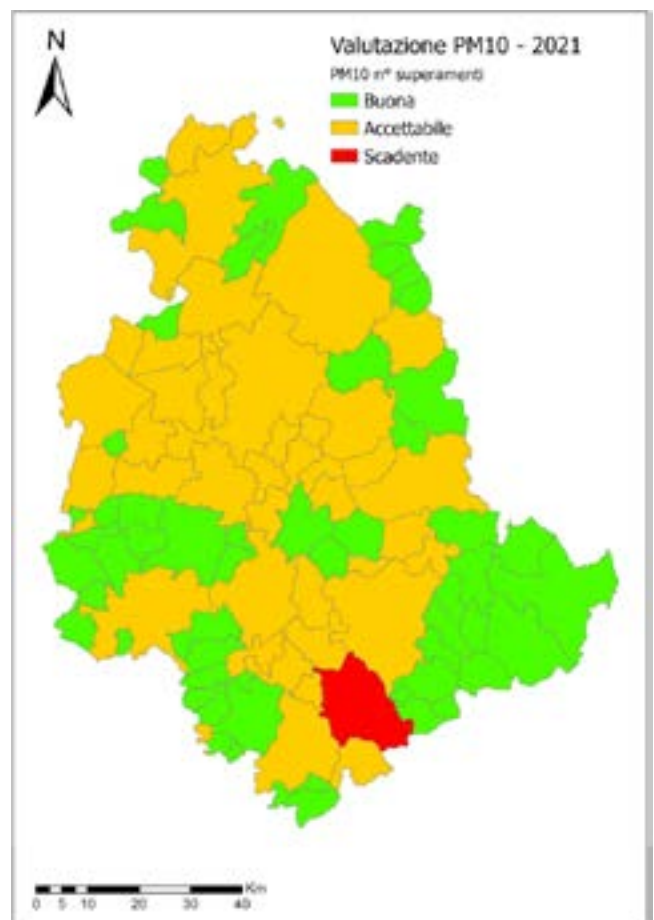 N
Valutazione PM10 - 2021
PM10 n° superamenti
Buona
Accettabile
Scadente
Km
0 5 10 20 30 40